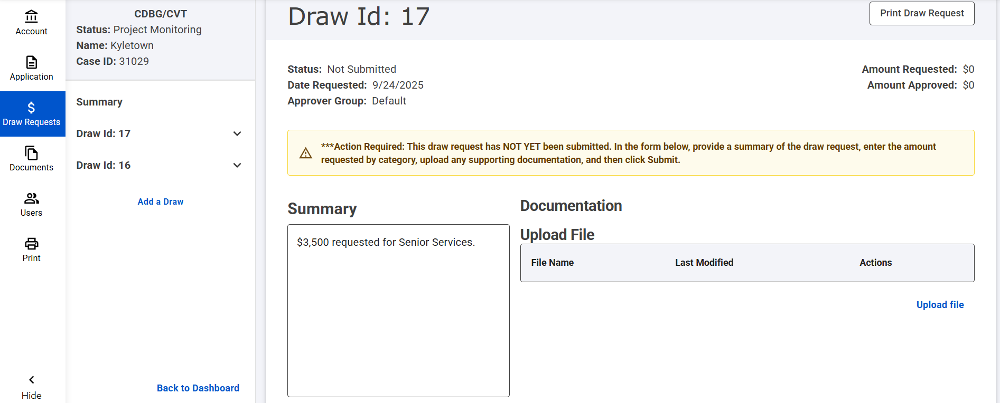 Account
Application
Draw Requests
Documents
Users
Print
Hide
CDBG/CVT
Status: Project Monitoring
Name: Kyletown
Case ID: 31029
Summary
Draw Id: 17
Draw Id: 16
Add a Draw
Back to Dashboard
Draw Id: 17
Print Draw Request
Status: Not Submitted
Date Requested: 9/24/2025
Approver Group: Default
Amount Requested: $0
Amount Approved: $0
***Action Required: This draw request has NOT YET been submitted. In the form below, provide a summary of the draw request, enter the amount
requested by category, upload any supporting documentation, and then click Submit.
Summary
$3,500 requested for Senior Services.
Documentation
Upload File
File Name Last Modified Actions
Upload file